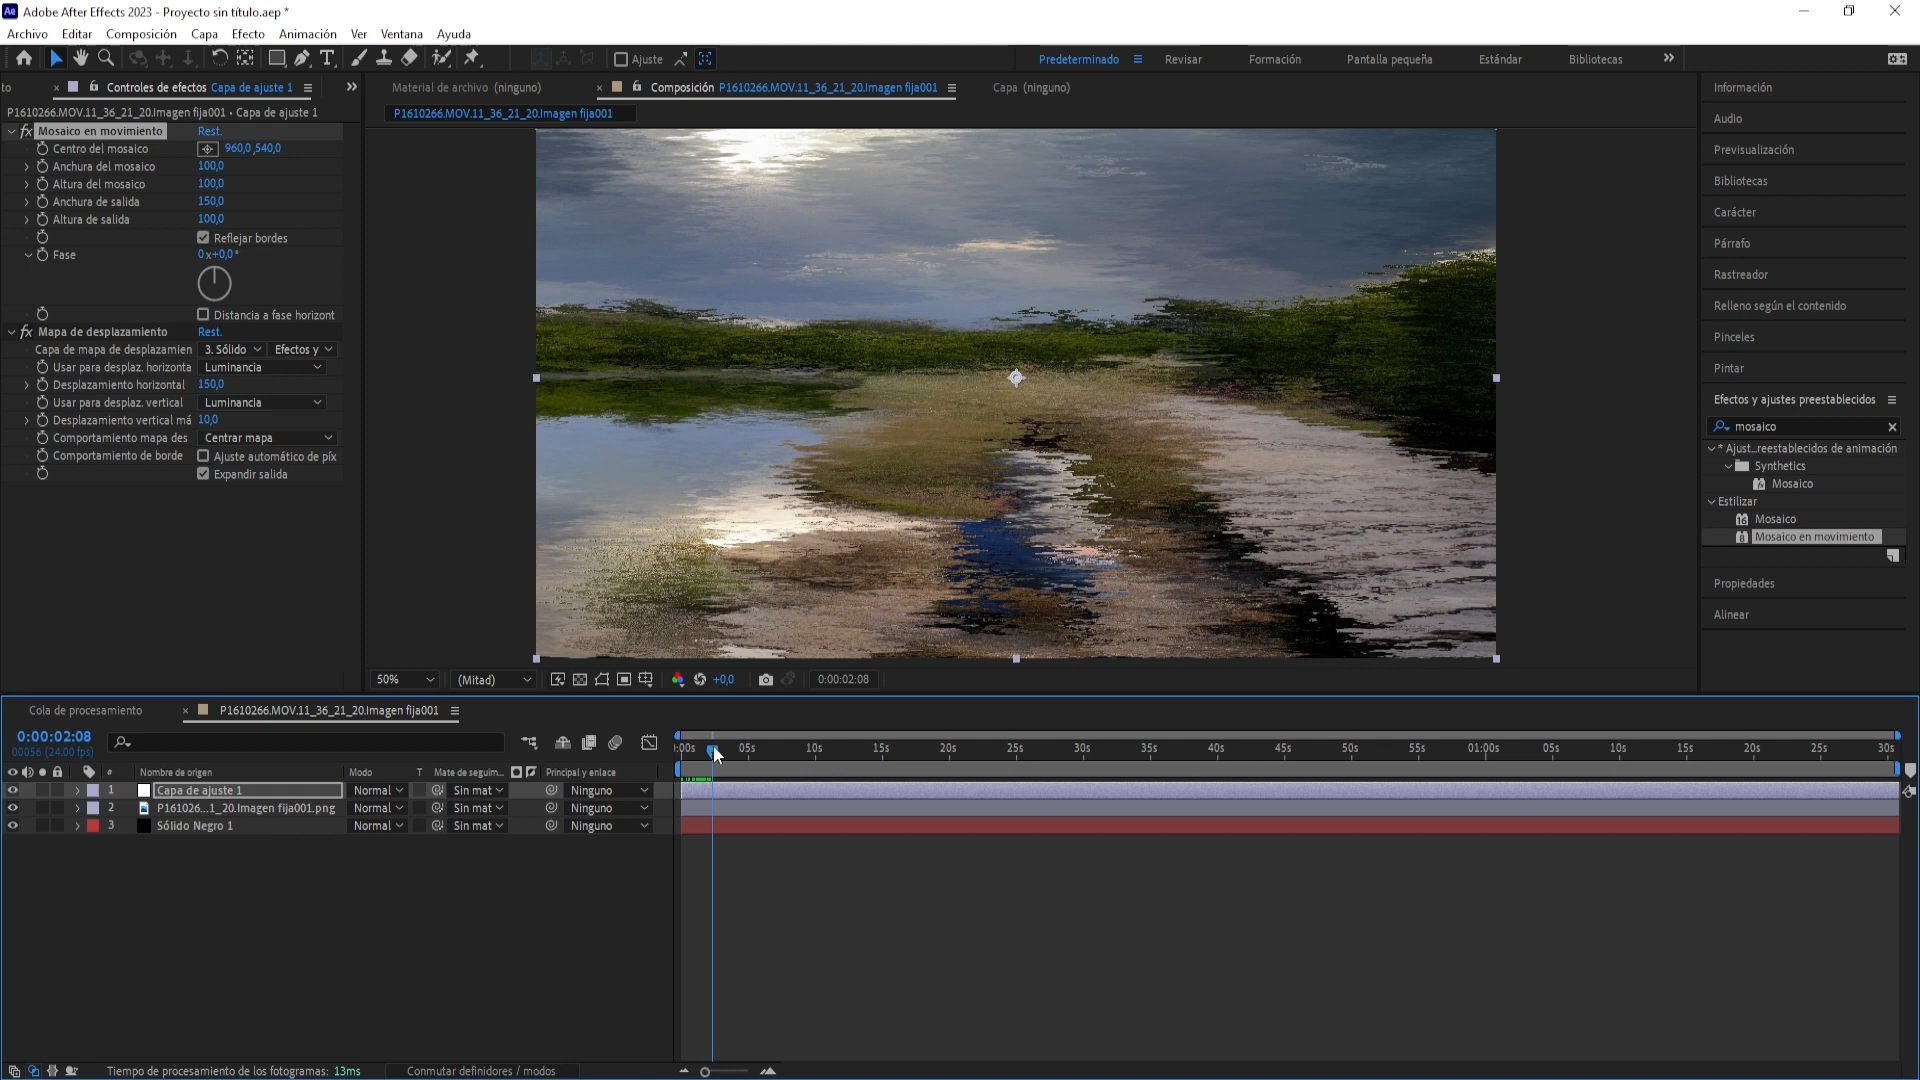 Adobe After Effects 2023 - Proyecto sin título.aep *
Archivo Editar Composición Capa Efecto Animación Ver Ventana Ayuda
Ajuste Predeterminado Revisar Formación Pantalla pequeña Estándar Bibliotecas
to Controles de efectos Capa de ajuste 1
P1610266.MOV.11_36_21_20.Imagen fija001 • Capa de ajuste 1
fx Mosaico en movimiento Rest.
Centro del mosaico 960,0 ,540,0
Anchura del mosaico 100,0
Altura del mosaico 100,0
Anchura de salida 150,0
Altura de salida 100,0
Reflejar bordes
Fase 0x+0,0°
Distancia a fase horizont
fx Mapa de desplazamiento Rest.
Capa de mapa de desplazamien 3. Sólido Efectos y
Usar para desplaz. horizonta Luminancia
Desplazamiento horizontal 150,0
Usar para desplaz. vertical Luminancia
Desplazamiento vertical má 10,0
Comportamiento mapa des Centrar mapa
Comportamiento de borde Ajuste automático de píx
Expandir salida
Material de archivo (ninguno) Composición P1610266.MOV.11_36_21_20.Imagen fija001 Capa (ninguno)
P1610266.MOV.11_36_21_20.Imagen fija001
50% (Mitad) +0,0 0:00:02:08
Información
Audio
Previsualización
Bibliotecas
Carácter
Párrafo
Rastreador
Relleno según el contenido
Pinceles
Pintar
Efectos y ajustes preestablecidos
mosaico
* Ajust...reestablecidos de animación
Synthetics
Mosaico
Estilizar
Mosaico
Mosaico en movimiento
Propiedades
Alinear
Cola de procesamiento P1610266.MOV.11_36_21_20.Imagen fija001
0:00:02:08
00056 (24.00 fps)
):00s 05s 10s 15s 20s 25s 30s 35s 40s 45s 50s 55s 01:00s 05s 10s 15s 20s 25s 30s
# Nombre de origen Modo T Mate de seguim... Principal y enlace
1 Capa de ajuste 1 Normal Sin mat Ninguno
2 P161026...1_20.Imagen fija001.png Normal Sin mat Ninguno
3 Sólido Negro 1 Normal Sin mat Ninguno
Tiempo de procesamiento de los fotogramas: 13ms Conmutar definidores / modos